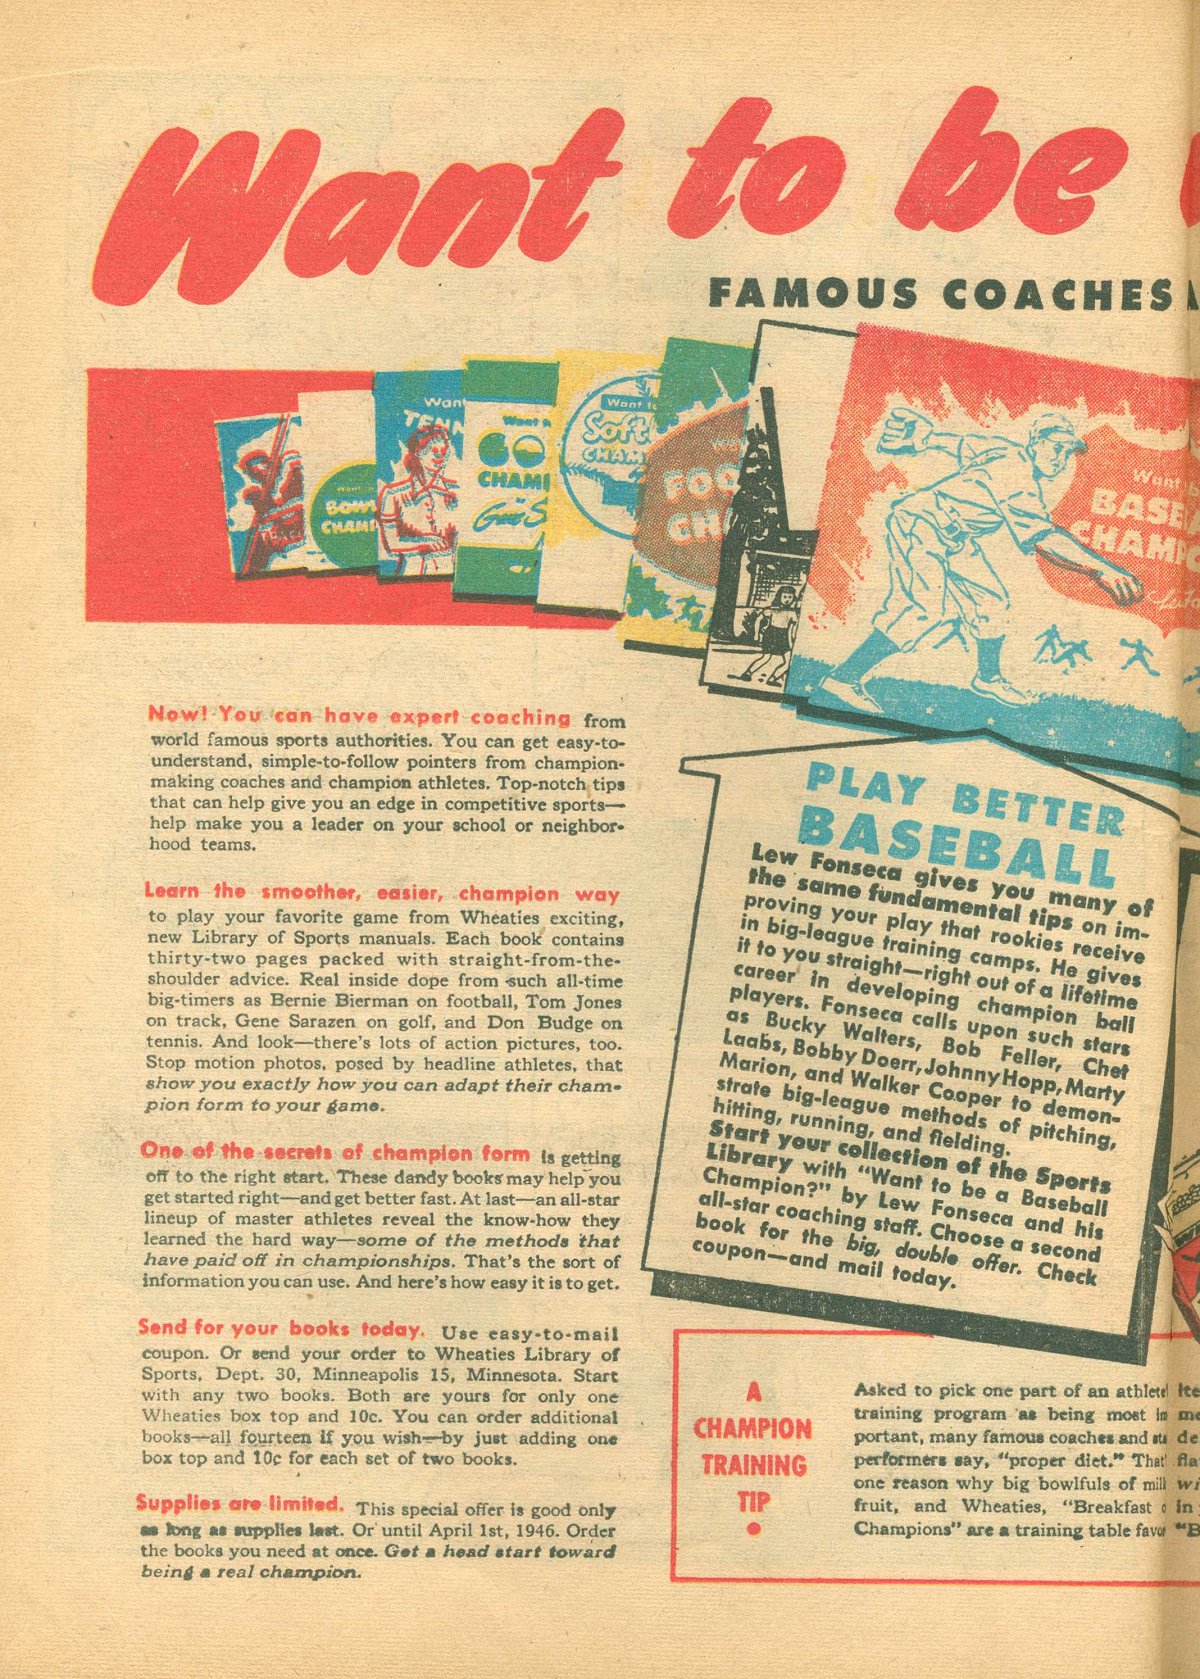 Want to be
FAMOUS COACHES
Want
TENN
Want
GO
CHAMP
Gene S
Want t
BOW
CHAMP
Want t
Soft
CHAM
FOO
CHA
Want
BASE
CHAMP
Now! You can have expert coaching from
world famous sports authorities. You can get easy-to-
understand, simple-to-follow pointers from champion-
making coaches and champion athletes. Top-notch tips
that can help give you an edge in competitive sports—
help make you a leader on your school or neighbor-
hood teams.
Learn the smoother, easier, champion way
to play your favorite game from Wheaties exciting,
new Library of Sports manuals. Each book contains
thirty-two pages packed with straight-from-the-
shoulder advice. Real inside dope from such all-time
big-timers as Bernie Bierman on football, Tom Jones
on track, Gene Sarazen on golf, and Don Budge on
tennis. And look—there's lots of action pictures, too.
Stop motion photos, posed by headline athletes, that
show you exactly how you can adapt their cham-
pion form to your game.
One of the secrets of champion form is getting
off to the right start. These dandy books may help you
get started right—and get better fast. At last—an all-star
lineup of master athletes reveal the know-how they
learned the hard way—some of the methods that
have paid off in championships. That's the sort of
information you can use. And here's how easy it is to get.
Send for your books today. Use easy-to-mail
coupon. Or send your order to Wheaties Library of
Sports, Dept. 30, Minneapolis 15, Minnesota. Start
with any two books. Both are yours for only one
Wheaties box top and 10c. You can order additional
books—all fourteen if you wish—by just adding one
box top and 10c for each set of two books.
Supplies are limited. This special offer is good only
as long as supplies last. Or until April 1st, 1946. Order
the books you need at once. Get a head start toward
being a real champion.
PLAY BETTER
BASEBALL
Lew Fonseca gives you many of
the same fundamental tips on im-
proving your play that rookies receive
in big-league training camps. He gives
it to you straight—right out of a lifetime
career in developing champion ball
players. Fonseca calls upon such stars
as Bucky Walters, Bob Feller, Chet
Laabs, Bobby Doerr, Johnny Hopp, Marty
Marion, and Walker Cooper to demon-
strate big-league methods of pitching,
hitting, running, and fielding.
Start your collection of the Sports
Library with "Want to be a Baseball
Champion?" by Lew Fonseca and his
all-star coaching staff. Choose a second
book for the big, double offer. Check
coupon—and mail today.
A
CHAMPION
TRAINING
TIP
Asked to pick one part of an athlete
training program as being most im
portant, many famous coaches and sta
performers say, "proper diet." That'
one reason why big bowlfuls of milk
fruit, and Wheaties, "Breakfast o
Champions" are a training table favor